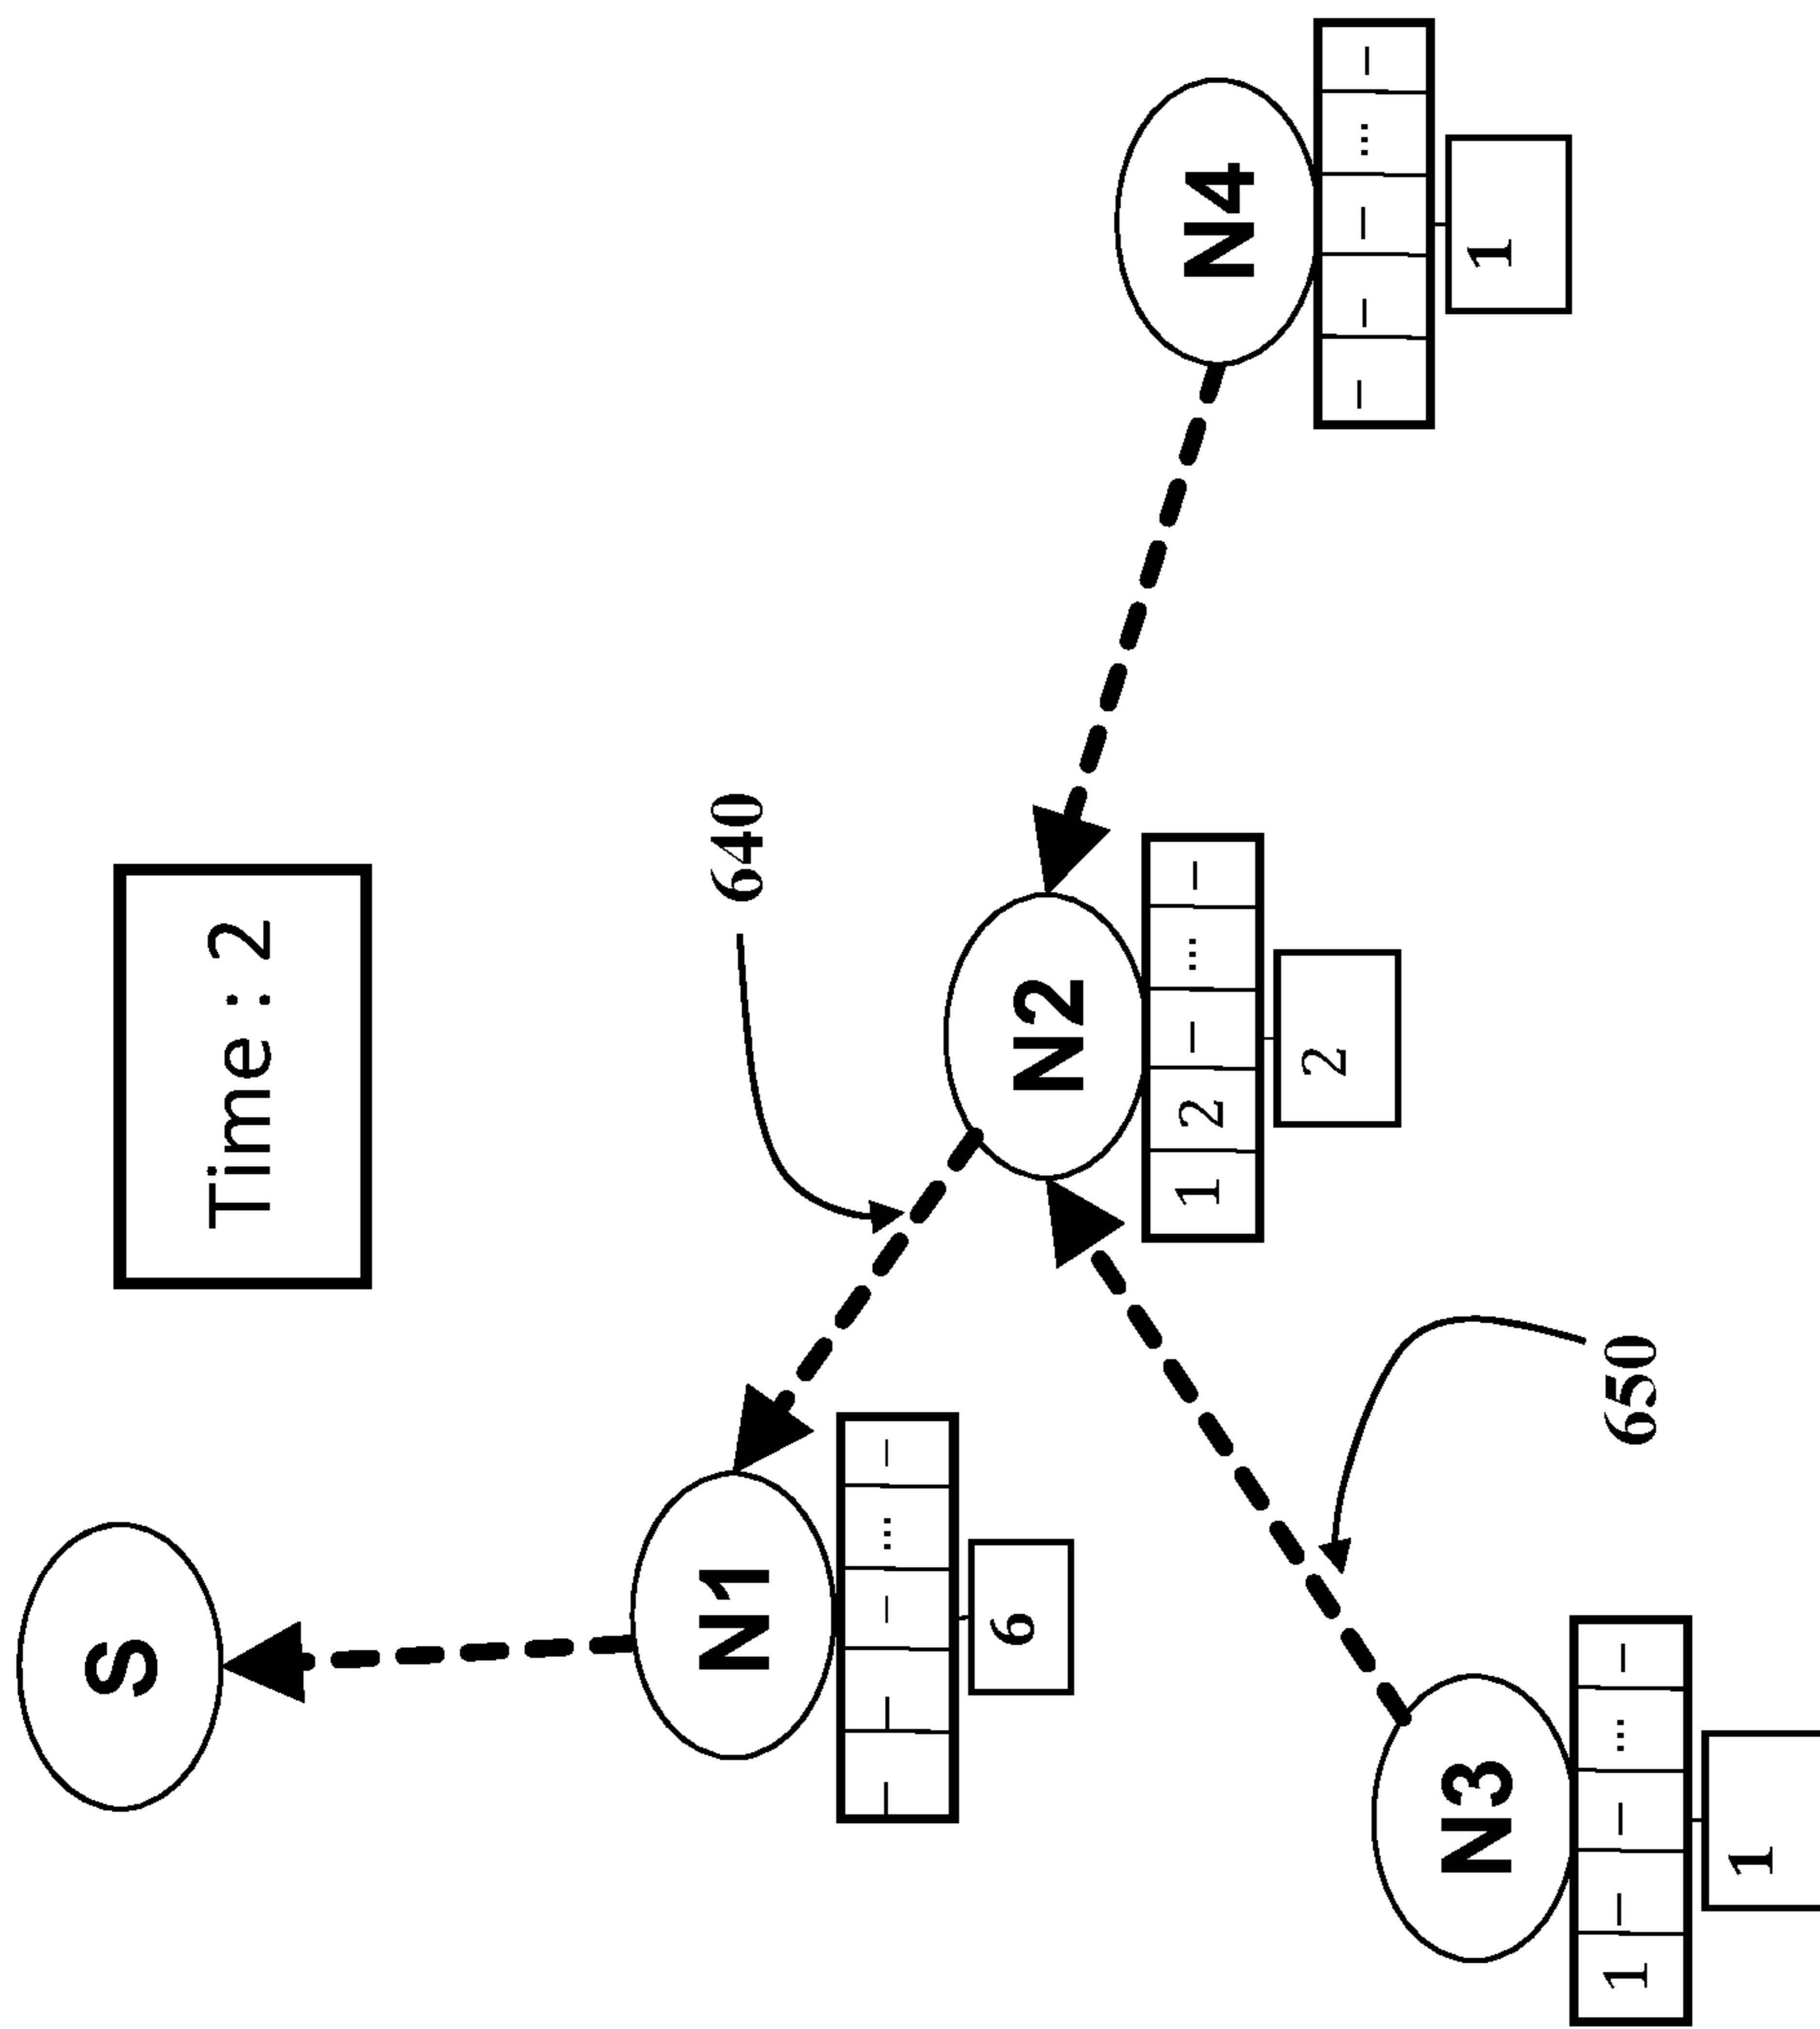 S
Time : 2
640
N1
– – – ... –
6
N2
1 2 – ... –
2
N4
– – – ... –
1
N3
1 – – ... –
1
650